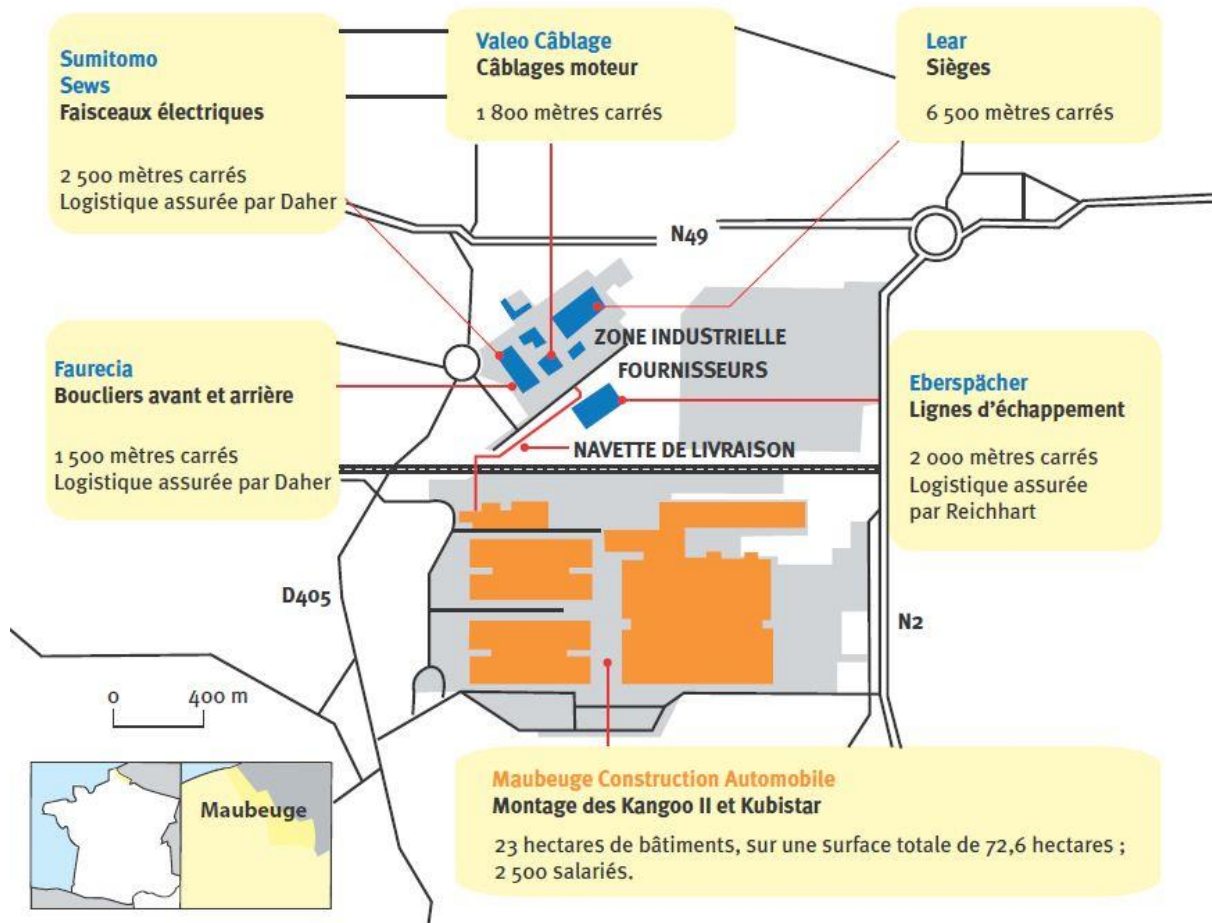 Sumitomo
Sews
Faisceaux électriques
2 500 mètres carrés
Logistique assurée par Daher
Valeo Câblage
Câblages moteur
1 800 mètres carrés
Lear
Sièges
6 500 mètres carrés
N49
ZONE INDUSTRIELLE
FOURNISSEURS
Faurecia
Boucliers avant et arrière
1 500 mètres carrés
Logistique assurée par Daher
NAVETTE DE LIVRAISON
Eberspächer
Lignes d’échappement
2 000 mètres carrés
Logistique assurée
par Reichhart
D405
N2
0 400 m
Maubeuge
Maubeuge Construction Automobile
Montage des Kangoo II et Kubistar
23 hectares de bâtiments, sur une surface totale de 72,6 hectares ;
2 500 salariés.